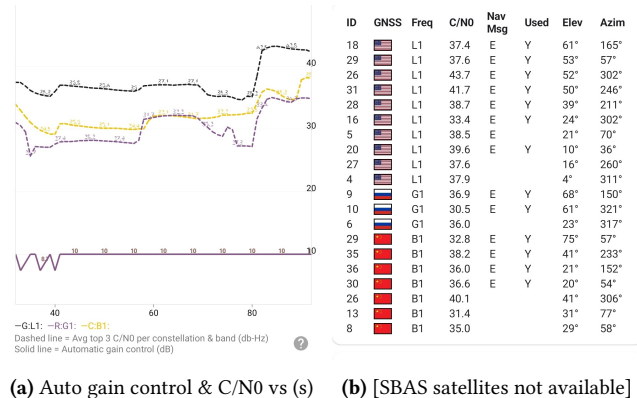 40
30
20
10
10 10 10 10 10 10 10
40 60 80
G:L1: R:G1: C:B1:
Dashed line = Avg top 3 C/N0 per constellation & band (db-Hz)
Solid line = Automatic gain control (dB)
?
(a) Auto gain control & C/N0 vs (s)
ID GNSS Freq C/N0 Nav Msg Used Elev Azim
18 L1 37.4 E Y 61° 165°
29 L1 37.6 E Y 53° 57°
26 L1 43.7 E Y 52° 302°
31 L1 41.7 E Y 50° 246°
28 L1 38.7 E Y 39° 211°
16 L1 33.4 E Y 24° 302°
5 L1 38.5 E 21° 70°
20 L1 39.6 E Y 10° 36°
27 L1 37.6 16° 260°
4 L1 37.9 4° 311°
9 G1 36.9 E Y 68° 150°
10 G1 30.5 E Y 61° 321°
6 G1 36.0 23° 317°
29 B1 32.8 E Y 75° 57°
35 B1 38.2 E Y 41° 233°
36 B1 36.0 E Y 21° 152°
30 B1 36.6 E Y 20° 54°
26 B1 40.1 41° 306°
13 B1 31.4 31° 77°
8 B1 35.0 29° 58°
(b) [SBAS satellites not available]